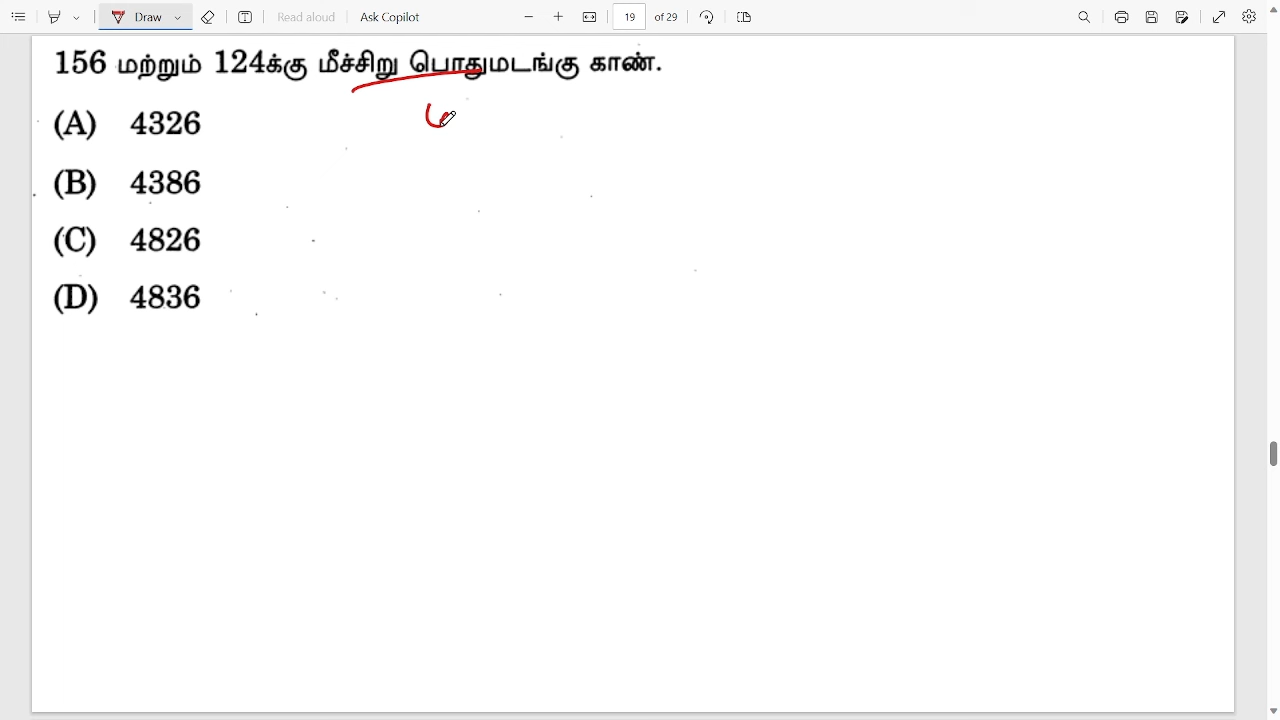 Draw
Read aloud
Ask Copilot
19 of 29
156 மற்றும் 124க்கு மீச்சிறு பொதுமடங்கு காண்.
(A) 4326
(B) 4386
(C) 4826
(D) 4836